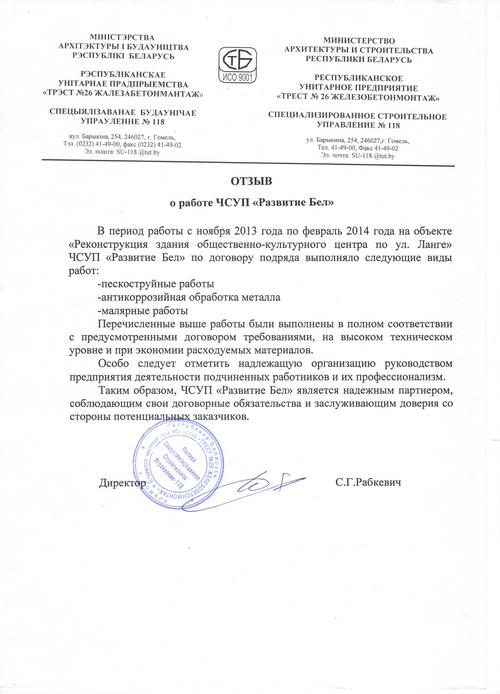 МІНІСТЭРСТВА
АРХІТЭКТУРЫ І БУДАЎНІЦТВА
РЭСПУБЛІКІ БЕЛАРУСЬ
РЭСПУБЛІКАНСКАЕ
УНІТАРНАЕ ПРАДПРЫЕМСТВА
«ТРЭСТ №26 ЖАЛЕЗАБЕТОНМАНТАЖ»
СПЕЦЫЯЛІЗАВАНАЕ БУДАЎНІЧАЕ
УПРАЎЛЕННЕ № 118
вул. Барыкіна, 254, 246027, г. Гомель,
Тэл. (0232) 41-49-00, факс (0232) 41-49-02
Эл. пошта: SU-118 @tut.by
СТБ
ИСО 9001
МИНИСТЕРСТВО
АРХИТЕКТУРЫ И СТРОИТЕЛЬСТВА
РЕСПУБЛИКИ БЕЛАРУСЬ
РЕСПУБЛИКАНСКОЕ
УНИТАРНОЕ ПРЕДПРИЯТИЕ
«ТРЕСТ № 26 ЖЕЛЕЗОБЕТОНМОНТАЖ»
СПЕЦИАЛИЗИРОВАННОЕ СТРОИТЕЛЬНОЕ
УПРАВЛЕНИЕ № 118
ул. Барыкина, 254, 246027, г. Гомель,
Тел. 41-49-00, Факс 41-49-02
Эл. почта: SU-118 @tut.by
ОТЗЫВ
о работе ЧСУП «Развитие Бел»
В период работы с ноября 2013 года по февраль 2014 года на объекте
«Реконструкция здания общественно-культурного центра по ул. Ланге»
ЧСУП «Развитие Бел» по договору подряда выполняло следующие виды
работ:
-пескоструйные работы
-антикоррозийная обработка металла
-малярные работы
Перечисленные выше работы были выполнены в полном соответствии
с предусмотренными договором требованиями, на высоком техническом
уровне и при экономии расходуемых материалов.
Особо следует отметить надлежащую организацию руководством
предприятия деятельности подчиненных работников и их профессионализм.
Таким образом, ЧСУП «Развитие Бел» является надежным партнером,
соблюдающим свои договорные обязательства и заслуживающим доверия со
стороны потенциальных заказчиков.
Директор
С.Г.Рабкевич